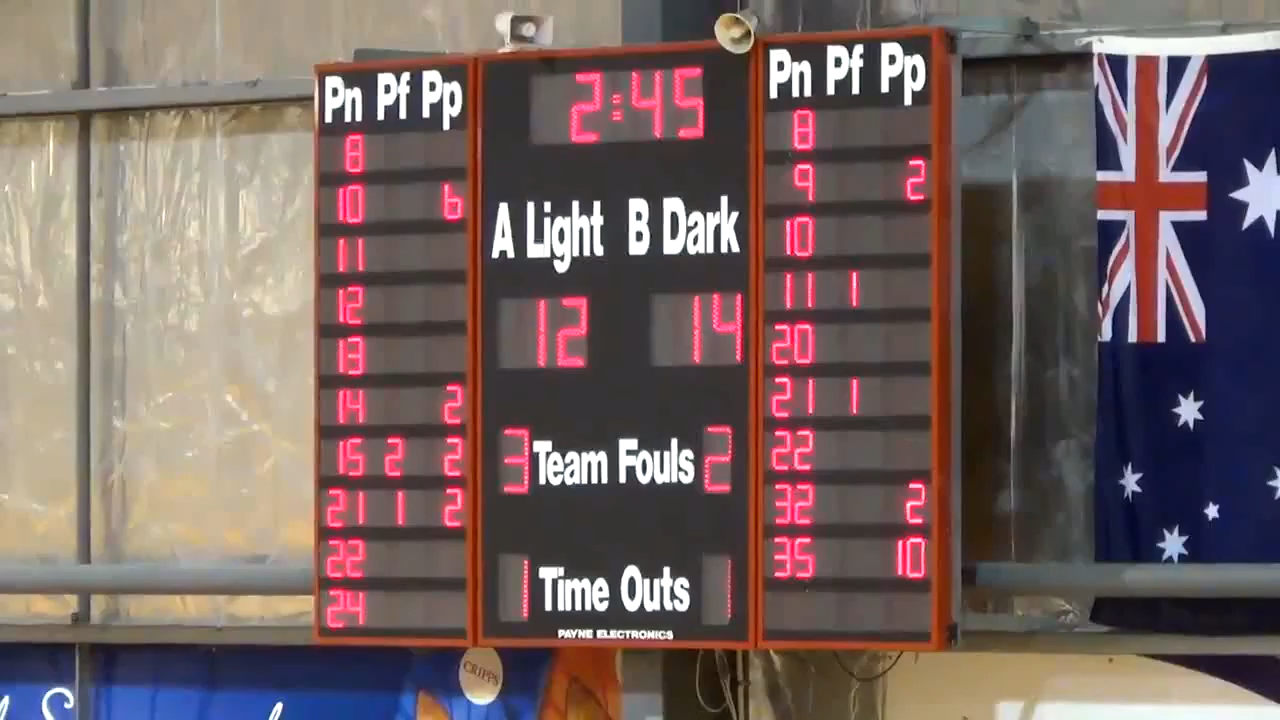 Pn Pf Pp
8
10 6
11
12
13
14 2
15 2 2
21 1 2
22
24
2:45
A Light B Dark
12 14
3 Team Fouls 2
1 Time Outs 1
PAYNE ELECTRONICS
Pn Pf Pp
8
9 2
10
11 1
20
21 1
22
32 2
35 10
CRIPPS